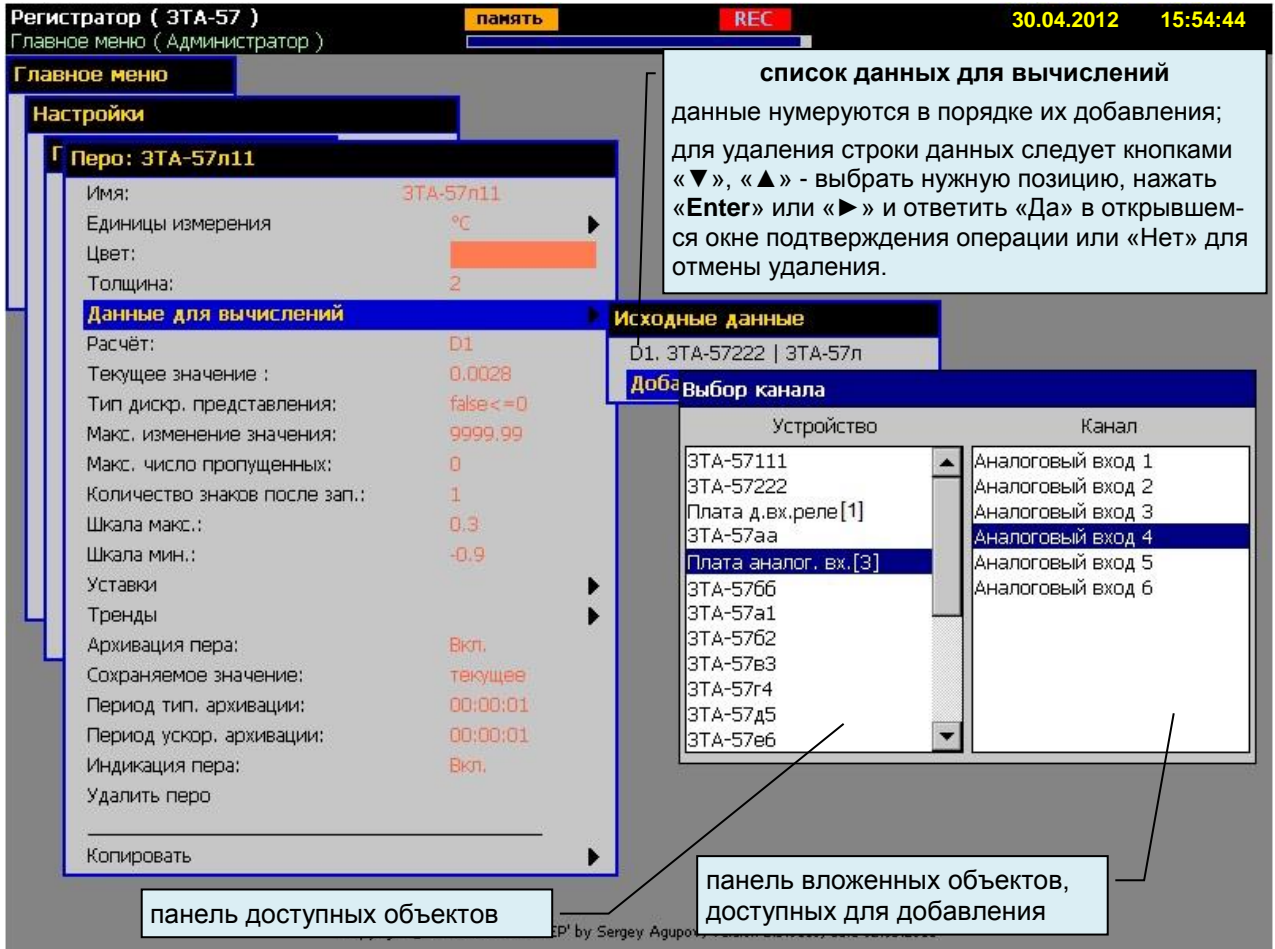 Регистратор ( ЗТА-57 )
память
REC
30.04.2012 15:54:44
Главное меню ( Администратор )
Главное меню
Настройки
Перо: ЗТА-57л11
Имя: ЗТА-57л11
Единицы измерения °C
Цвет:
Толщина: 2
Данные для вычислений
Расчёт: D1
Текущее значение : 0.0028
Тип дискр. представления: false<=0
Макс. изменение значения: 9999.99
Макс. число пропущенных: 0
Количество знаков после зап.: 1
Шкала макс.: 0.3
Шкала мин.: -0.9
Уставки
Тренды
Архивация пера: Вкл.
Сохраняемое значение: текущее
Период тип. архивации: 00:00:01
Период ускор. архивации: 00:00:01
Индикация пера: Вкл.
Удалить перо
Копировать
список данных для вычислений
данные нумеруются в порядке их добавления;
для удаления строки данных следует кнопками
«▼», «▲» - выбрать нужную позицию, нажать
«Enter» или «►» и ответить «Да» в открывшем-
ся окне подтверждения операции или «Нет» для
отмены удаления.
Исходные данные
D1. ЗТА-57222 | ЗТА-57л
Доба
Выбор канала
Устройство
ЗТА-57111
ЗТА-57222
Плата д.вх.реле[1]
ЗТА-57аа
Плата аналог. вх.[3]
ЗТА-57бб
ЗТА-57а1
ЗТА-57б2
ЗТА-57в3
ЗТА-57г4
ЗТА-57д5
ЗТА-57е6
Канал
Аналоговый вход 1
Аналоговый вход 2
Аналоговый вход 3
Аналоговый вход 4
Аналоговый вход 5
Аналоговый вход 6
панель доступных объектов
панель вложенных объектов,
доступных для добавления
by Sergey Agupov